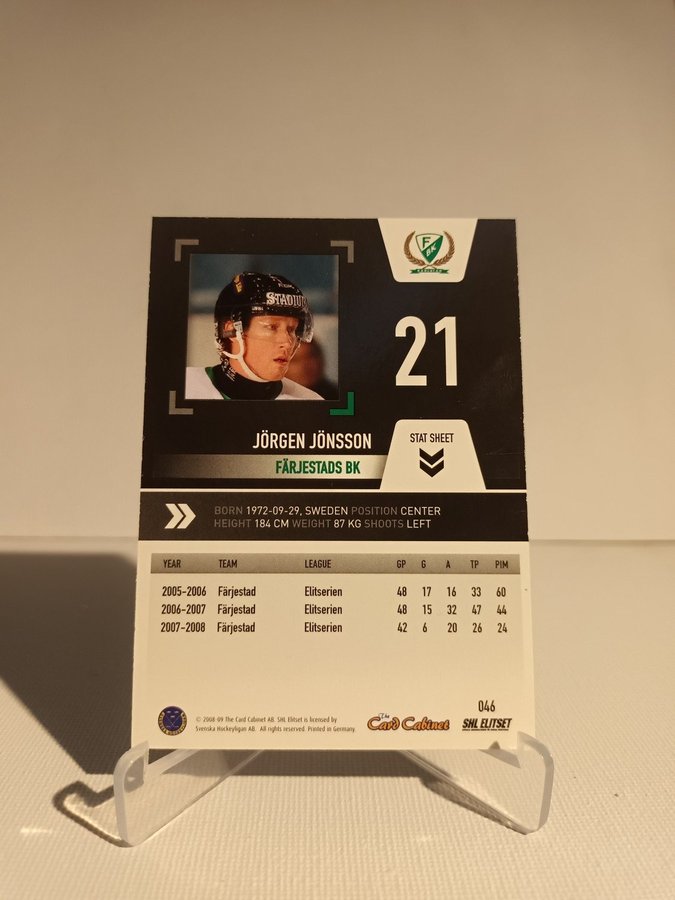 F
BK
STADIUM
21
JÖRGEN JÖNSSON
FÄRJESTADS BK
STAT SHEET
BORN 1972-09-29, SWEDEN POSITION CENTER
HEIGHT 184 CM WEIGHT 87 KG SHOOTS LEFT
YEAR TEAM LEAGUE GP G A TP PIM
2005-2006 Färjestad Elitserien 48 17 16 33 60
2006-2007 Färjestad Elitserien 48 15 32 47 44
2007-2008 Färjestad Elitserien 42 6 20 26 24
046
© 2008-09 The Card Cabinet AB. SHL Elitset is licensed by
Svenska Hockeyligan AB. All rights reserved. Printed in Germany.
The Card Cabinet
SHL ELITSET